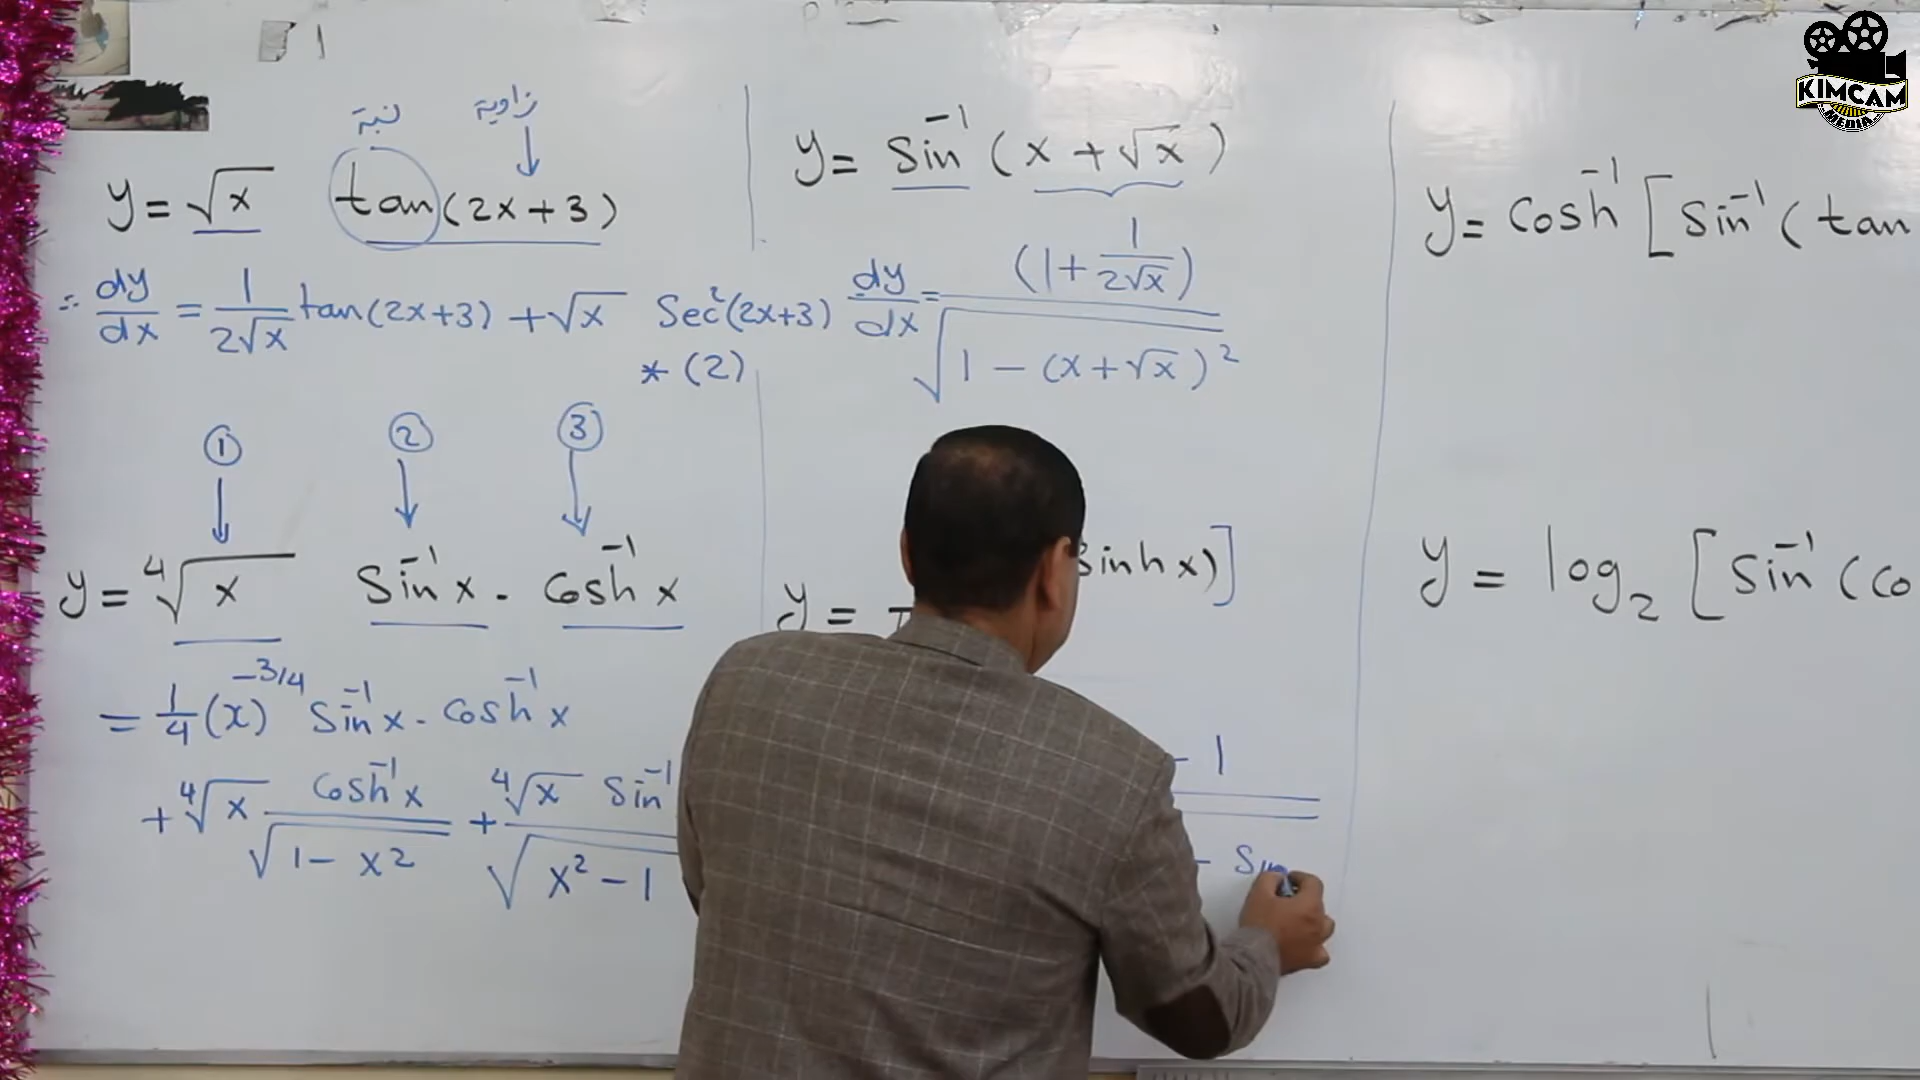 نسبة زاوية
y = √x tan(2x+3)
∴ dy/dx = 1/(2√x) tan(2x+3) + √x Sec²(2x+3)
* (2)
① ② ③
y = ⁴√x Sin⁻¹x · Cosh⁻¹x
= 1/4 (x)^(-3/4) Sin⁻¹x · Cosh⁻¹x
+ ⁴√x Cosh⁻¹x/√(1-x²) + ⁴√x Sin⁻¹/√(x²-1)
y = Sin⁻¹(x+√x)
dy/dx = (1+1/(2√x))/√(1-(x+√x)²)
y =
Sinh x)]
- 1
- Sin
y = Cosh⁻¹[Sin⁻¹(tan
y = log₂[Sin⁻¹(Co
KIMCAM
MEDIA